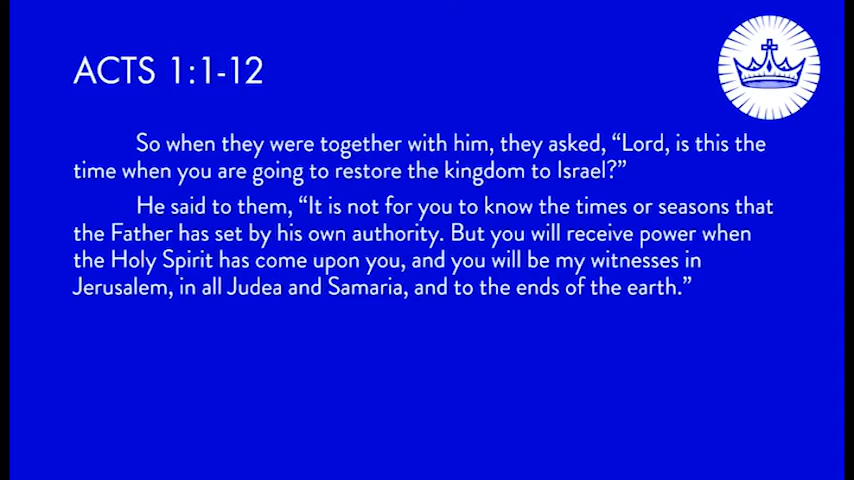 ACTS 1:1-12
So when they were together with him, they asked, “Lord, is this the
time when you are going to restore the kingdom to Israel?”
He said to them, “It is not for you to know the times or seasons that
the Father has set by his own authority. But you will receive power when
the Holy Spirit has come upon you, and you will be my witnesses in
Jerusalem, in all Judea and Samaria, and to the ends of the earth.”